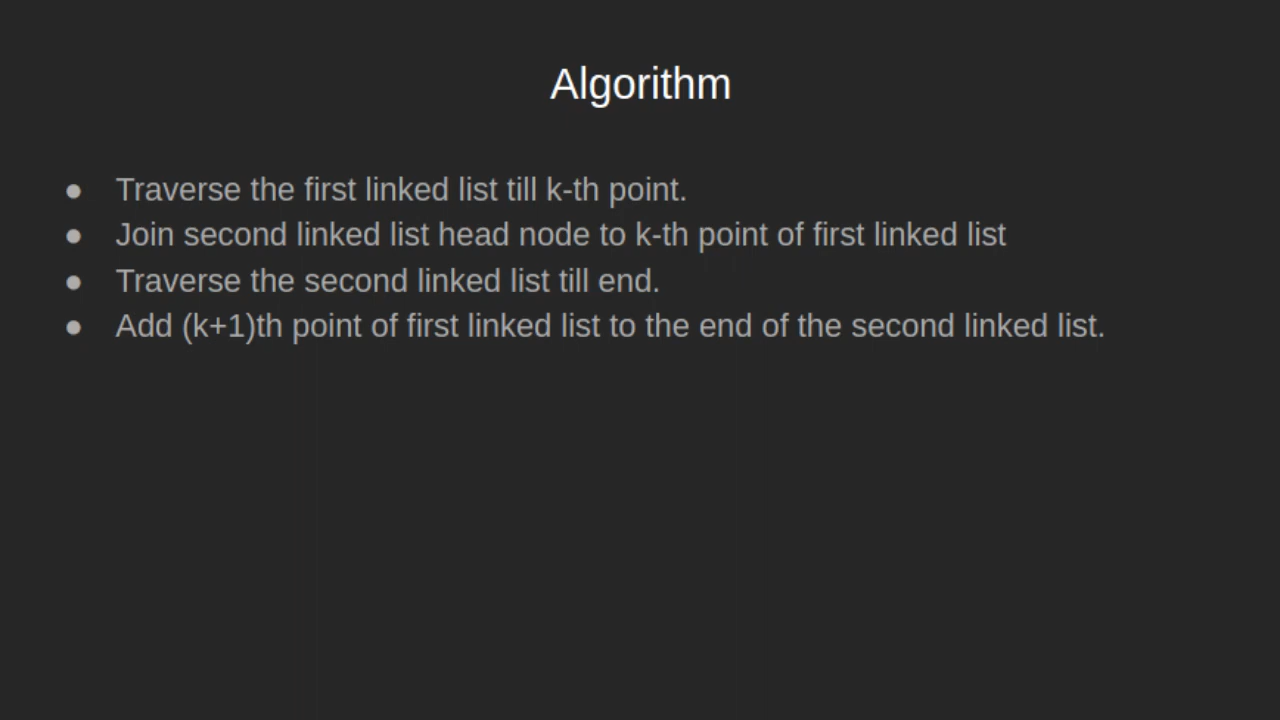 Algorithm
● Traverse the first linked list till k-th point.
● Join second linked list head node to k-th point of first linked list
● Traverse the second linked list till end.
● Add (k+1)th point of first linked list to the end of the second linked list.